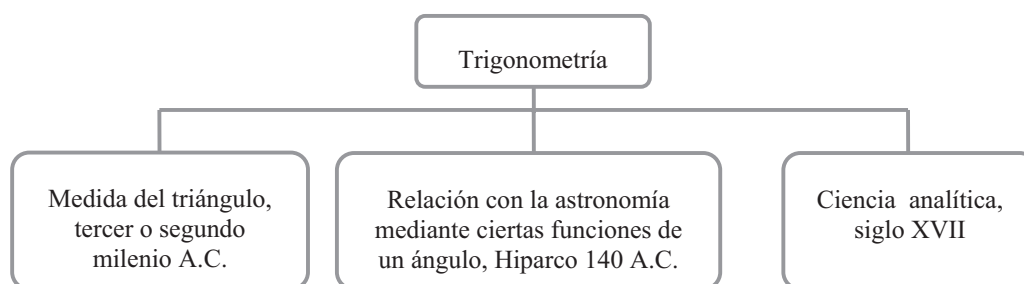 Trigonometría
Medida del triángulo,
tercer o segundo
milenio A.C.
Relación con la astronomía
mediante ciertas funciones de
un ángulo, Hiparco 140 A.C.
Ciencia analítica,
siglo XVII